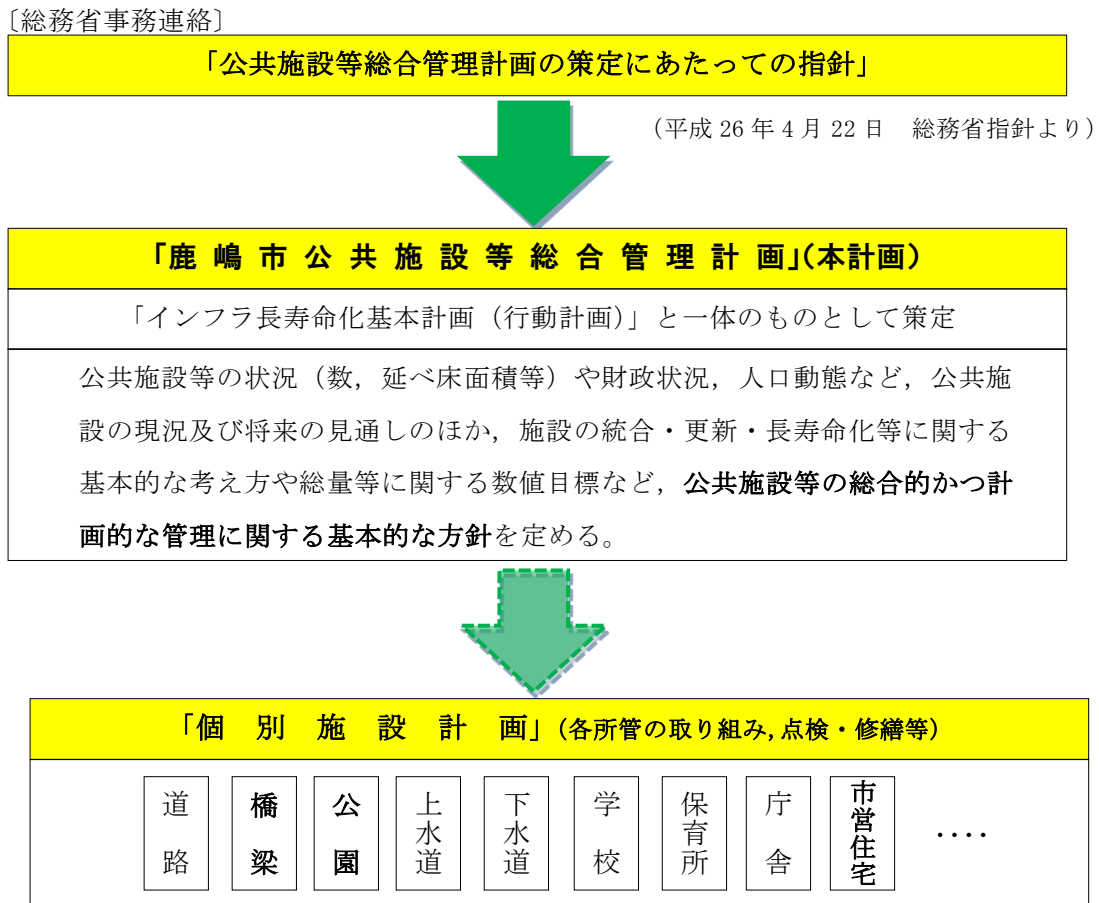 〔総務省事務連絡〕
「公共施設等総合管理計画の策定にあたっての指針」
（平成 26 年 4 月 22 日　総務省指針より）
「鹿 嶋 市 公 共 施 設 等 総 合 管 理 計 画」（本計画）
「インフラ長寿命化基本計画（行動計画）」と一体のものとして策定
公共施設等の状況（数，延べ床面積等）や財政状況，人口動態など，公共施
設の現況及び将来の見通しのほか，施設の統合・更新・長寿命化等に関する
基本的な考え方や総量等に関する数値目標など，公共施設等の総合的かつ計
画的な管理に関する基本的な方針を定める。
「個　別　施　設　計　画」（各所管の取り組み，点検・修繕等）
道路
橋梁
公園
上水道
下水道
学校
保育所
庁舎
市営住宅
‥‥